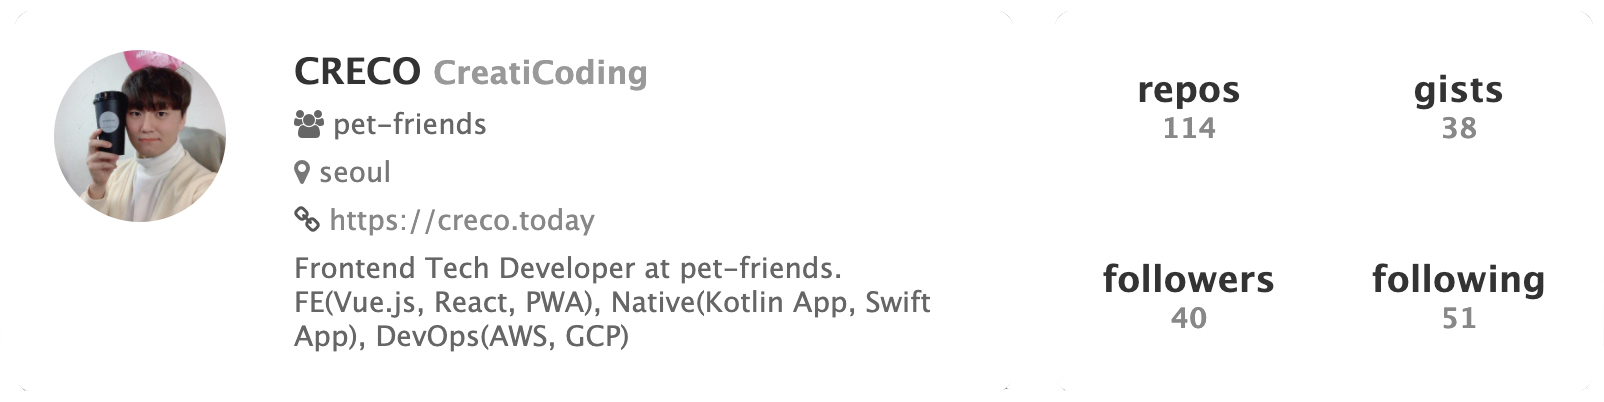 CRECO CreatiCoding
pet-friends
seoul
https://creco.today
Frontend Tech Developer at pet-friends.
FE(Vue.js, React, PWA), Native(Kotlin App, Swift
App), DevOps(AWS, GCP)
repos gists
114 38
followers following
40 51